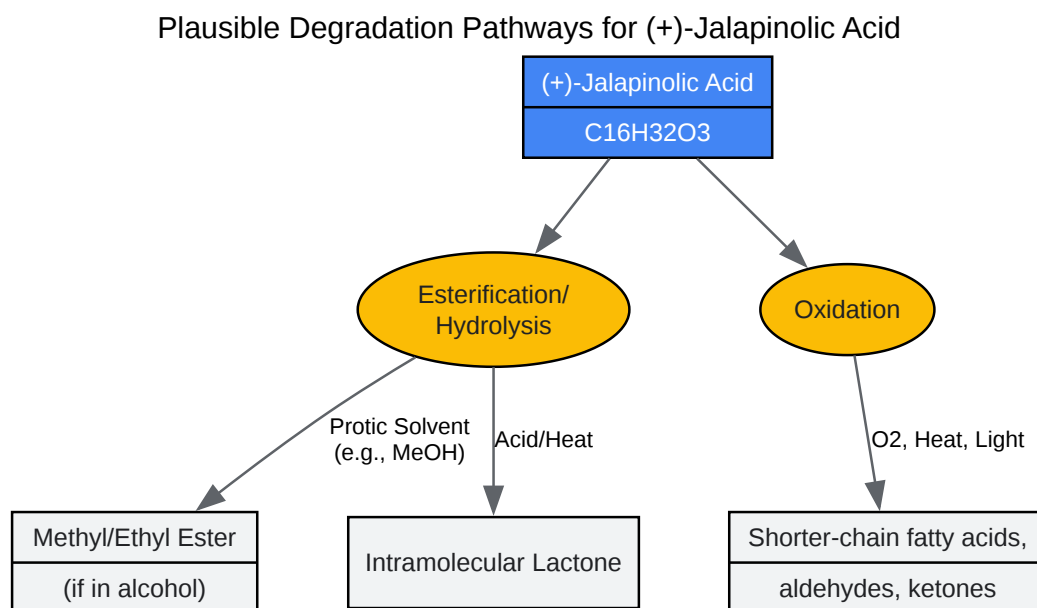 Plausible Degradation Pathways for (+)-Jalapinolic Acid
(+)-Jalapinolic Acid
C16H32O3
Esterification/
Hydrolysis
Oxidation
Protic Solvent
(e.g., MeOH)
Acid/Heat
O2, Heat, Light
Methyl/Ethyl Ester
(if in alcohol)
Intramolecular Lactone
Shorter-chain fatty acids,
aldehydes, ketones